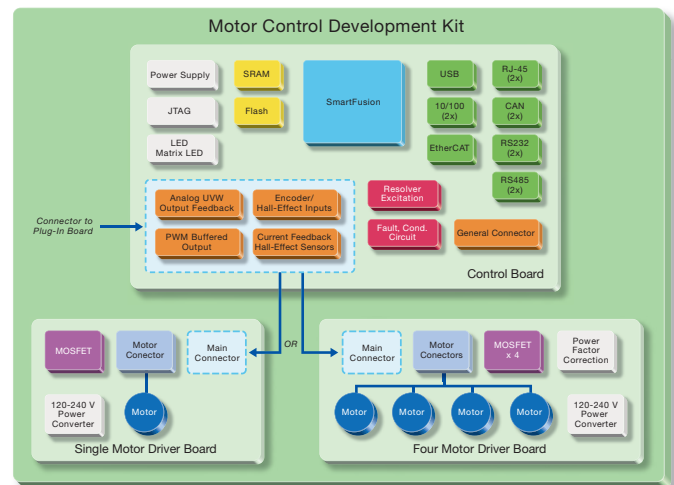 Motor Control Development Kit
Power Supply
SRAM
SmartFusion
USB
RJ-45
(2x)
JTAG
Flash
10/100
(2x)
CAN
(2x)
LED
Matrix LED
EtherCAT
RS232
(2x)
RS485
(2x)
Connector to
Plug-In Board
Analog UVW
Output Feedback
Encoder/
Hall-Effect Inputs
Resolver
Excitation
PWM Buffered
Output
Current Feedback
Hall-Effect Sensors
Fault, Cond.
Circuit
General Connector
Control Board
OR
MOSFET
Motor
Conector
Main
Connector
120-240 V
Power
Converter
Motor
Single Motor Driver Board
Main
Connector
Motor
Conectors
MOSFET
x 4
Power
Factor
Correction
Motor
Motor
Motor
Motor
120-240 V
Power
Converter
Four Motor Driver Board